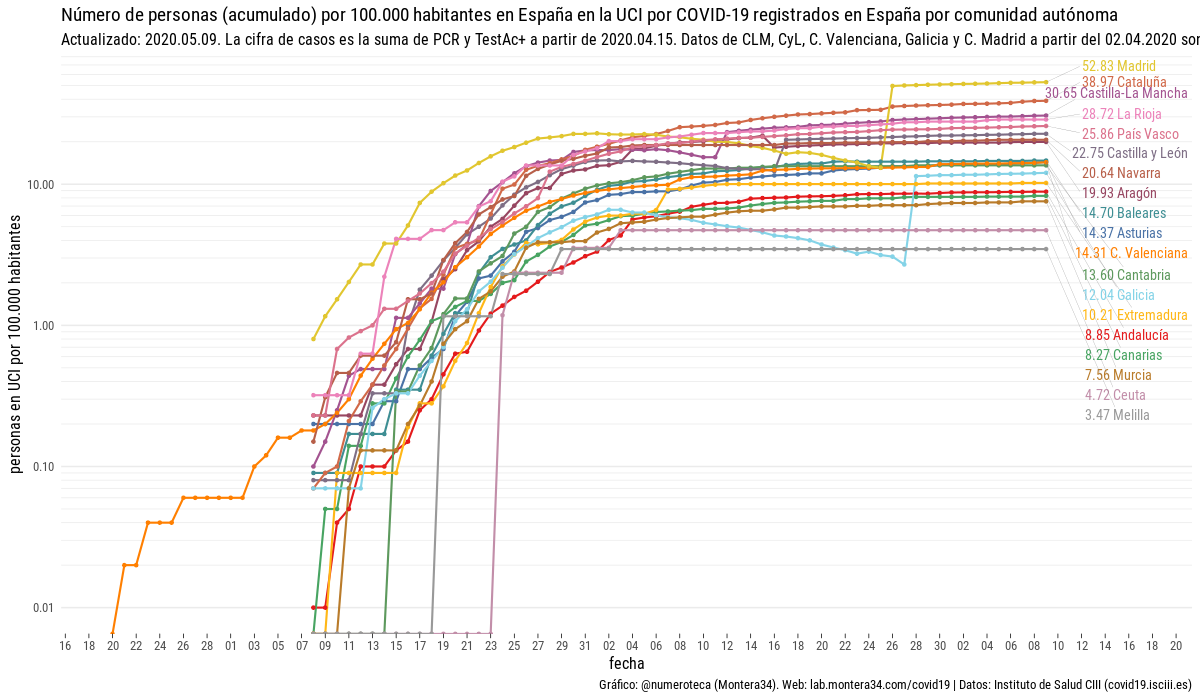 Número de personas (acumulado) por 100.000 habitantes en España en la UCI por COVID-19 registrados en España por comunidad autónoma
Actualizado: 2020.05.09. La cifra de casos es la suma de PCR y TestAc+ a partir de 2020.04.15. Datos de CLM, CyL, C. Valenciana, Galicia y C. Madrid a partir del 02.04.2020 son
personas en UCI por 100.000 habitantes
10.00
1.00
0.10
0.01
52.83 Madrid
38.97 Cataluña
30.65 Castilla-La Mancha
28.72 La Rioja
25.86 País Vasco
22.75 Castilla y León
20.64 Navarra
19.93 Aragón
14.70 Baleares
14.37 Asturias
14.31 C. Valenciana
13.60 Cantabria
12.04 Galicia
10.21 Extremadura
8.85 Andalucía
8.27 Canarias
7.56 Murcia
4.72 Ceuta
3.47 Melilla
16 18 20 22 24 26 28 01 03 05 07 09 11 13 15 17 19 21 23 25 27 29 31 02 04 06 08 10 12 14 16 18 20 22 24 26 28 30 02 04 06 08 10 12 14 16 18 20
fecha
Gráfico: @numeroteca (Montera34). Web: lab.montera34.com/covid19 | Datos: Instituto de Salud CIII (covid19.isciii.es)